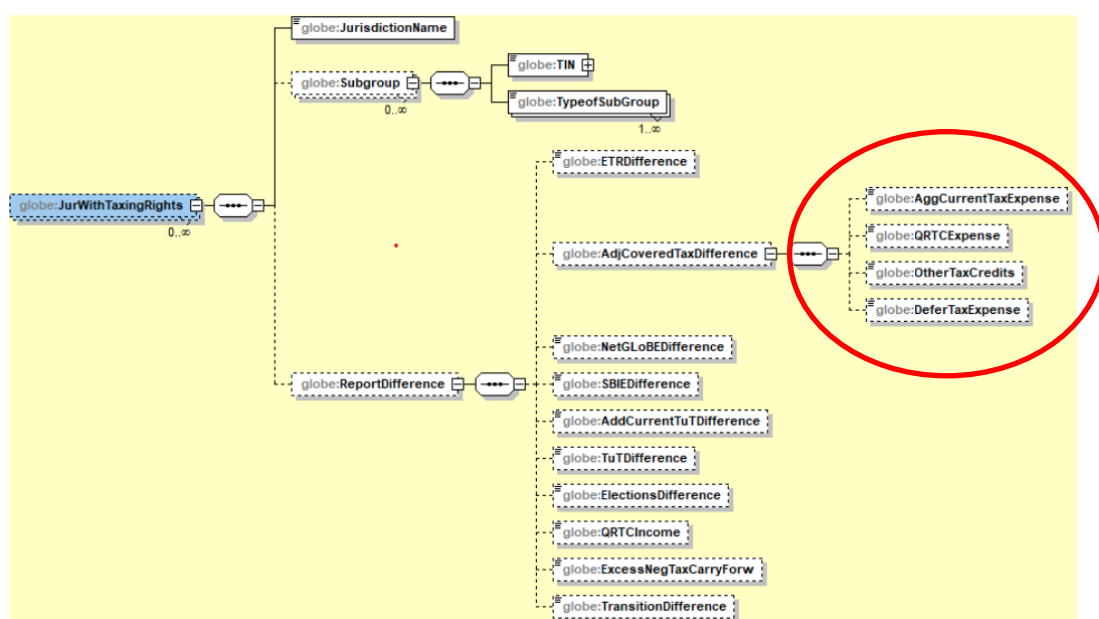 globe:JurisdictionName
globe:TIN
globe:Subgroup
0..∞
globe:TypeofSubGroup
1..∞
globe:ETRDifference
globe:AggCurrentTaxExpense
globe:JurWithTaxingRights
0..∞
globe:QRTCExpense
globe:AdjCoveredTaxDifference
globe:OtherTaxCredits
globe:DeferTaxExpense
globe:NetGLoBEDifference
globe:ReportDifference
globe:SBIEDifference
globe:AddCurrentTuTDifference
globe:TuTDifference
globe:ElectionsDifference
globe:QRTCIncome
globe:ExcessNegTaxCarryForw
globe:TransitionDifference